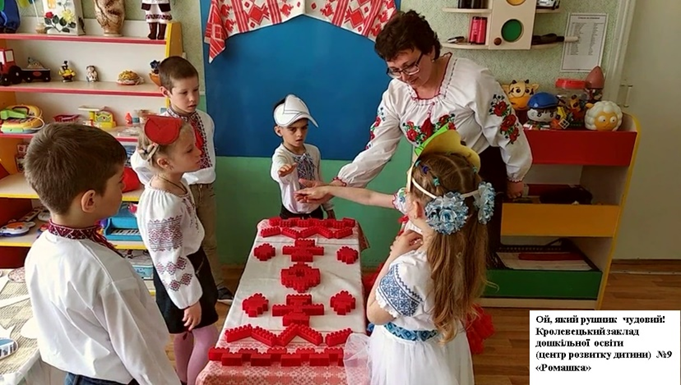 Ой, який рушник чудовий!
Кролевецький заклад
дошкільної освіти
(центр розвитку дитини) №9
«Ромашка»